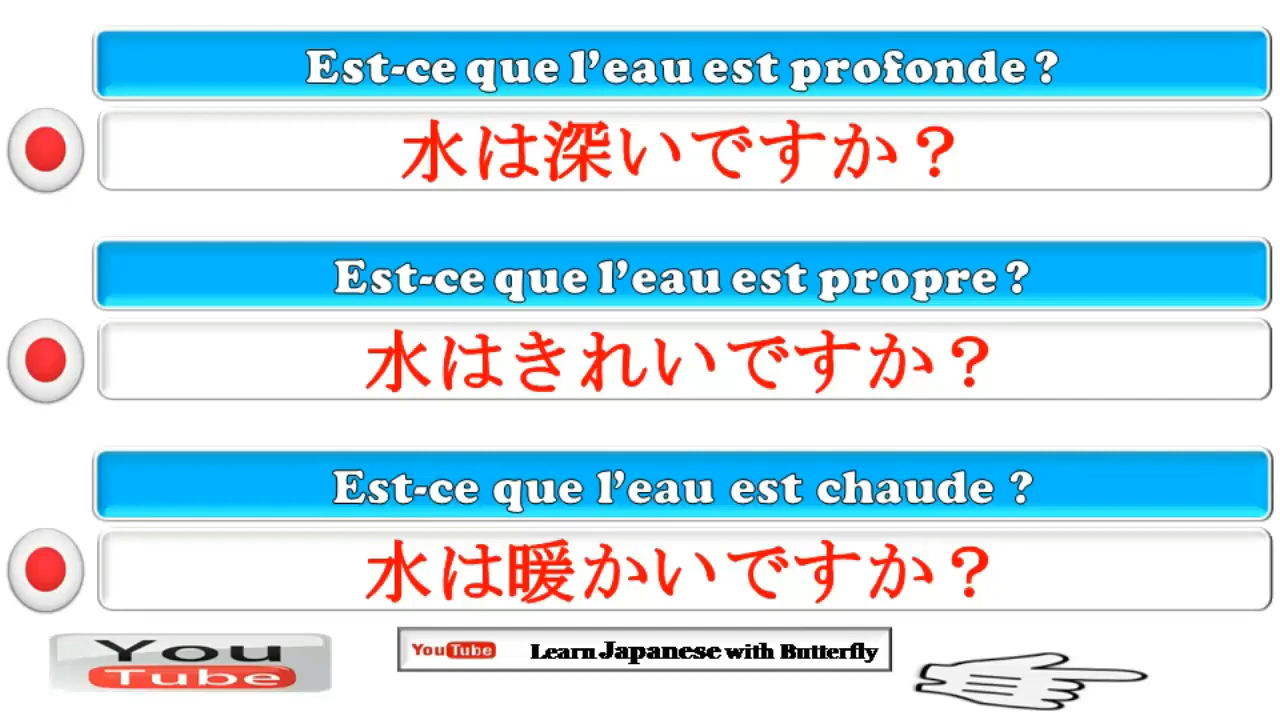 Est-ce que l’eau est profonde ?
水は深いですか？
Est-ce que l’eau est propre ?
水はきれいですか？
Est-ce que l’eau est chaude ?
水は暖かいですか？
You
Tube
YouTube Learn Japanese with Butterfly